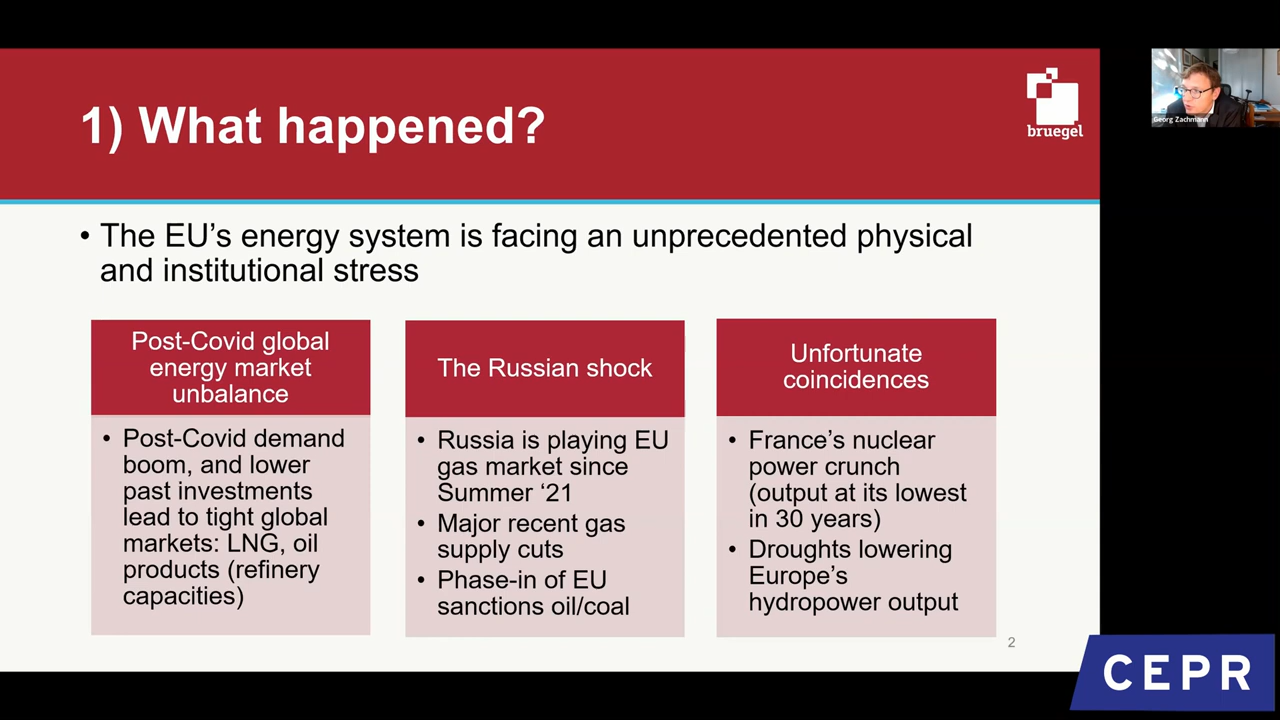 1) What happened?
bruegel
Georg Zachmann
• The EU's energy system is facing an unprecedented physical
and institutional stress
Post-Covid global
energy market
unbalance
• Post-Covid demand
boom, and lower
past investments
lead to tight global
markets: LNG, oil
products (refinery
capacities)
The Russian shock
• Russia is playing EU
gas market since
Summer ‘21
• Major recent gas
supply cuts
• Phase-in of EU
sanctions oil/coal
Unfortunate
coincidences
• France's nuclear
power crunch
(output at its lowest
in 30 years)
• Droughts lowering
Europe's
hydropower output
2
CEPR